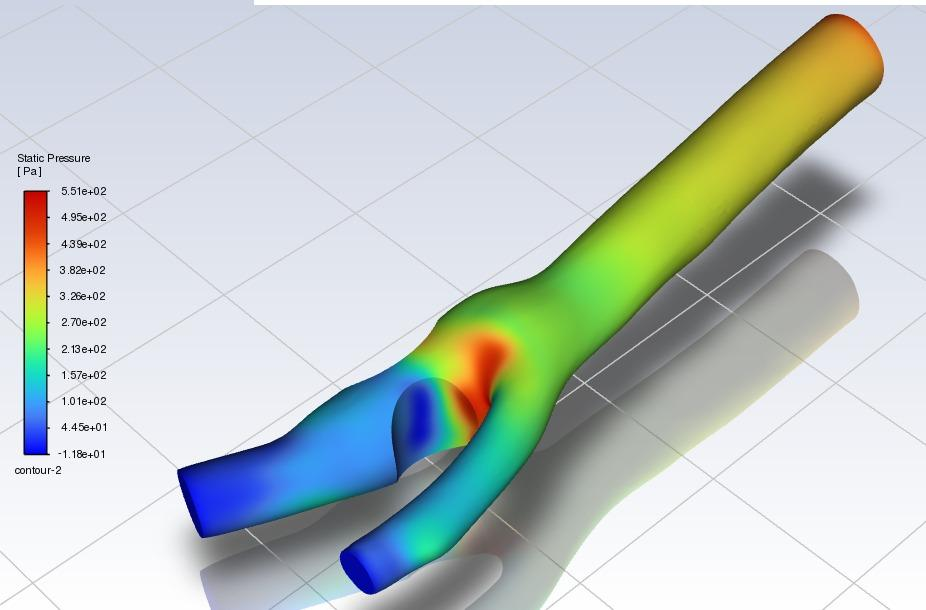 Static Pressure
[ Pa ]
5.51e+02
4.95e+02
4.39e+02
3.82e+02
3.26e+02
2.70e+02
2.13e+02
1.57e+02
1.01e+02
4.45e+01
-1.18e+01
contour-2